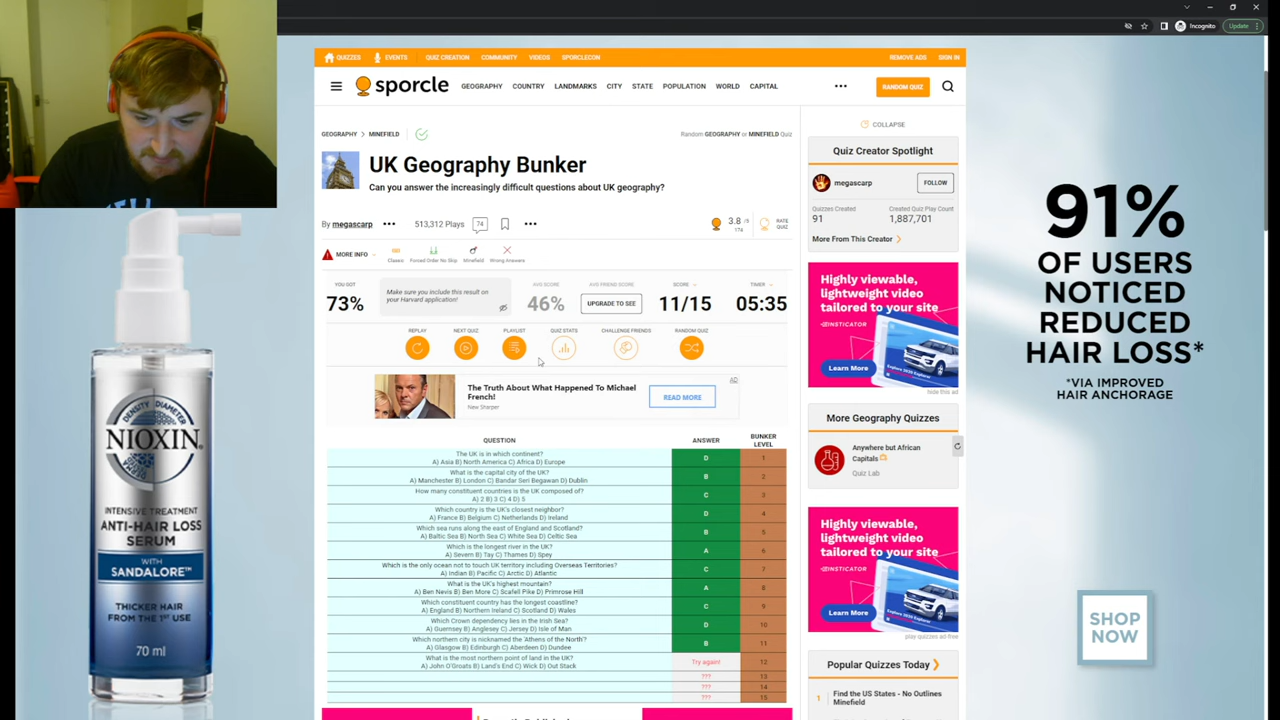 Incognito
Update
QUIZZES
EVENTS
QUIZ CREATION
COMMUNITY
VIDEOS
SPORCLECON
REMOVE ADS
SIGN IN
sporcle
GEOGRAPHY
COUNTRY
LANDMARKS
CITY
STATE
POPULATION
WORLD
CAPITAL
RANDOM QUIZ
GEOGRAPHY > MINEFIELD
Random GEOGRAPHY or MINEFIELD Quiz
UK Geography Bunker
Can you answer the increasingly difficult questions about UK geography?
By megascarp
513,312 Plays
74
3.8 /5
174
RATE QUIZ
MORE INFO
Classic
Forced Order No Skip
Minefield
Wrong Answers
YOU GOT
73%
Make sure you include this result on
your Harvard application!
AVG SCORE
46%
AVG FRIEND SCORE
UPGRADE TO SEE
SCORE
11/15
TIMER
05:35
REPLAY
NEXT QUIZ
PLAYLIST
QUIZ STATS
CHALLENGE FRIENDS
RANDOM QUIZ
The Truth About What Happened To Michael
French!
New Sharper
READ MORE
QUESTION
ANSWER
BUNKER
LEVEL
The UK is in which continent?
A) Asia B) North America C) Africa D) Europe
D
1
What is the capital city of the UK?
A) Manchester B) London C) Bandar Seri Begawan D) Dublin
B
2
How many constituent countries is the UK composed of?
A) 2 B) 3 C) 4 D) 5
C
3
Which country is the UK's closest neighbor?
A) France B) Belgium C) Netherlands D) Ireland
D
4
Which sea runs along the east of England and Scotland?
A) Baltic Sea B) North Sea C) White Sea D) Celtic Sea
B
5
Which is the longest river in the UK?
A) Severn B) Tay C) Thames D) Spey
A
6
Which is the only ocean not to touch UK territory including Overseas Territories?
A) Indian B) Pacific C) Arctic D) Atlantic
C
7
What is the UK's highest mountain?
A) Ben Nevis B) Ben More C) Scafell Pike D) Primrose Hill
A
8
Which constituent country has the longest coastline?
A) England B) Northern Ireland C) Scotland D) Wales
C
9
Which Crown dependency lies in the Irish Sea?
A) Guernsey B) Anglesey C) Jersey D) Isle of Man
D
10
Which northern city is nicknamed the 'Athens of the North'?
A) Glasgow B) Edinburgh C) Aberdeen D) Dundee
B
11
What is the most northern point of land in the UK?
A) John O'Groats B) Land's End C) Wick D) Out Stack
Try again!
12
???
13
???
14
???
15
COLLAPSE
Quiz Creator Spotlight
megascarp
FOLLOW
Quizzes Created
91
Created Quiz Play Count
1,887,701
More From This Creator
Highly viewable,
lightweight video
tailored to your site
INSTICATOR
Learn More
hide this ad
More Geography Quizzes
Anywhere but African
Capitals
Quiz Lab
Highly viewable,
lightweight video
tailored to your site
INSTICATOR
Learn More
play quizzes ad-free
Popular Quizzes Today
1
Find the US States - No Outlines
Minefield
DENSITY
DIAMETER
NIOXIN
INTENSIVE TREATMENT
ANTI-HAIR LOSS
SERUM
WITH
SANDALORE™
THICKER HAIR
FROM THE 1ST USE
70 ml
91%
OF USERS
NOTICED
REDUCED
HAIR LOSS*
*VIA IMPROVED
HAIR ANCHORAGE
SHOP
NOW